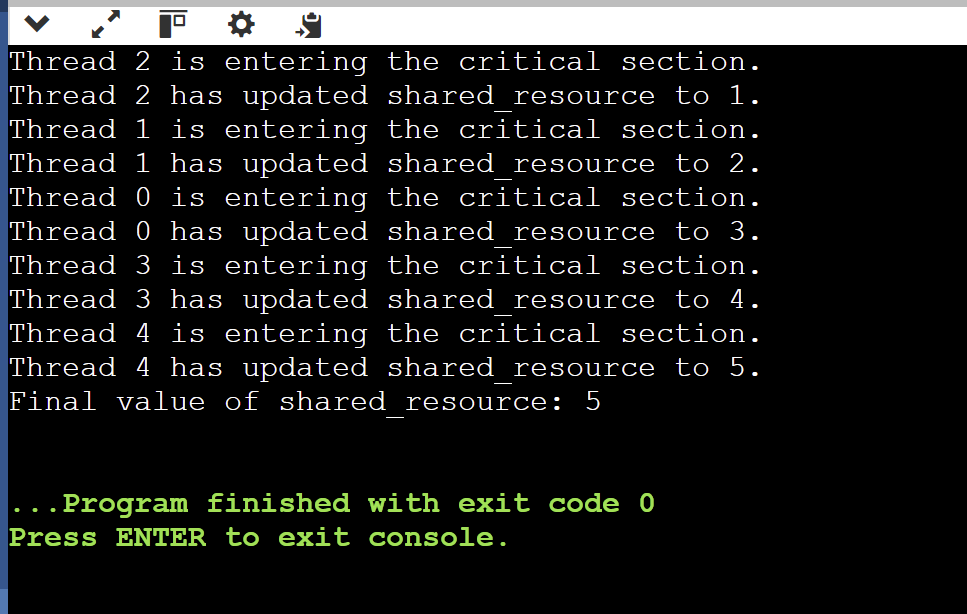 Thread 2 is entering the critical section.
Thread 2 has updated shared_resource to 1.
Thread 1 is entering the critical section.
Thread 1 has updated shared_resource to 2.
Thread 0 is entering the critical section.
Thread 0 has updated shared_resource to 3.
Thread 3 is entering the critical section.
Thread 3 has updated shared_resource to 4.
Thread 4 is entering the critical section.
Thread 4 has updated shared_resource to 5.
Final value of shared_resource: 5
...Program finished with exit code 0
Press ENTER to exit console.